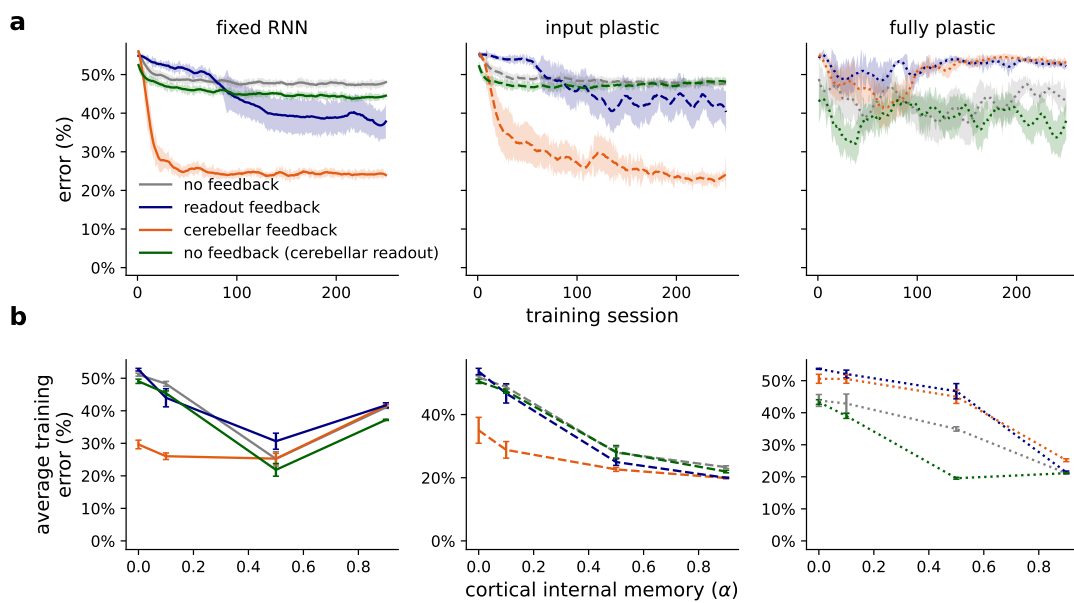 a
fixed RNN
input plastic
fully plastic
error (%)
50%
40%
30%
20%
10%
0%
no feedback
readout feedback
cerebellar feedback
no feedback (cerebellar readout)
0 100 200
0 100 200
0 100 200
training session
b
average training
error (%)
50%
40%
30%
20%
10%
0%
40%
20%
0%
50%
40%
30%
20%
10%
0%
0.0 0.2 0.4 0.6 0.8
0.0 0.2 0.4 0.6 0.8
0.0 0.2 0.4 0.6 0.8
cortical internal memory (α)